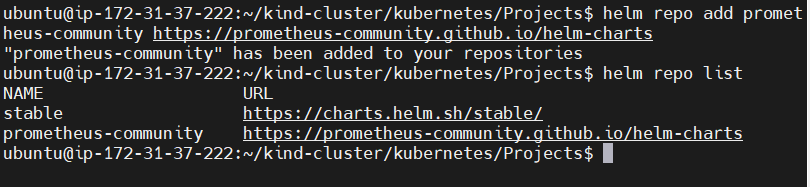 ubuntu@ip-172-31-37-222:~/kind-cluster/kubernetes/Projects$ helm repo add promet
heus-community https://prometheus-community.github.io/helm-charts
"prometheus-community" has been added to your repositories
ubuntu@ip-172-31-37-222:~/kind-cluster/kubernetes/Projects$ helm repo list
NAME                    URL
stable                  https://charts.helm.sh/stable/
prometheus-community    https://prometheus-community.github.io/helm-charts
ubuntu@ip-172-31-37-222:~/kind-cluster/kubernetes/Projects$